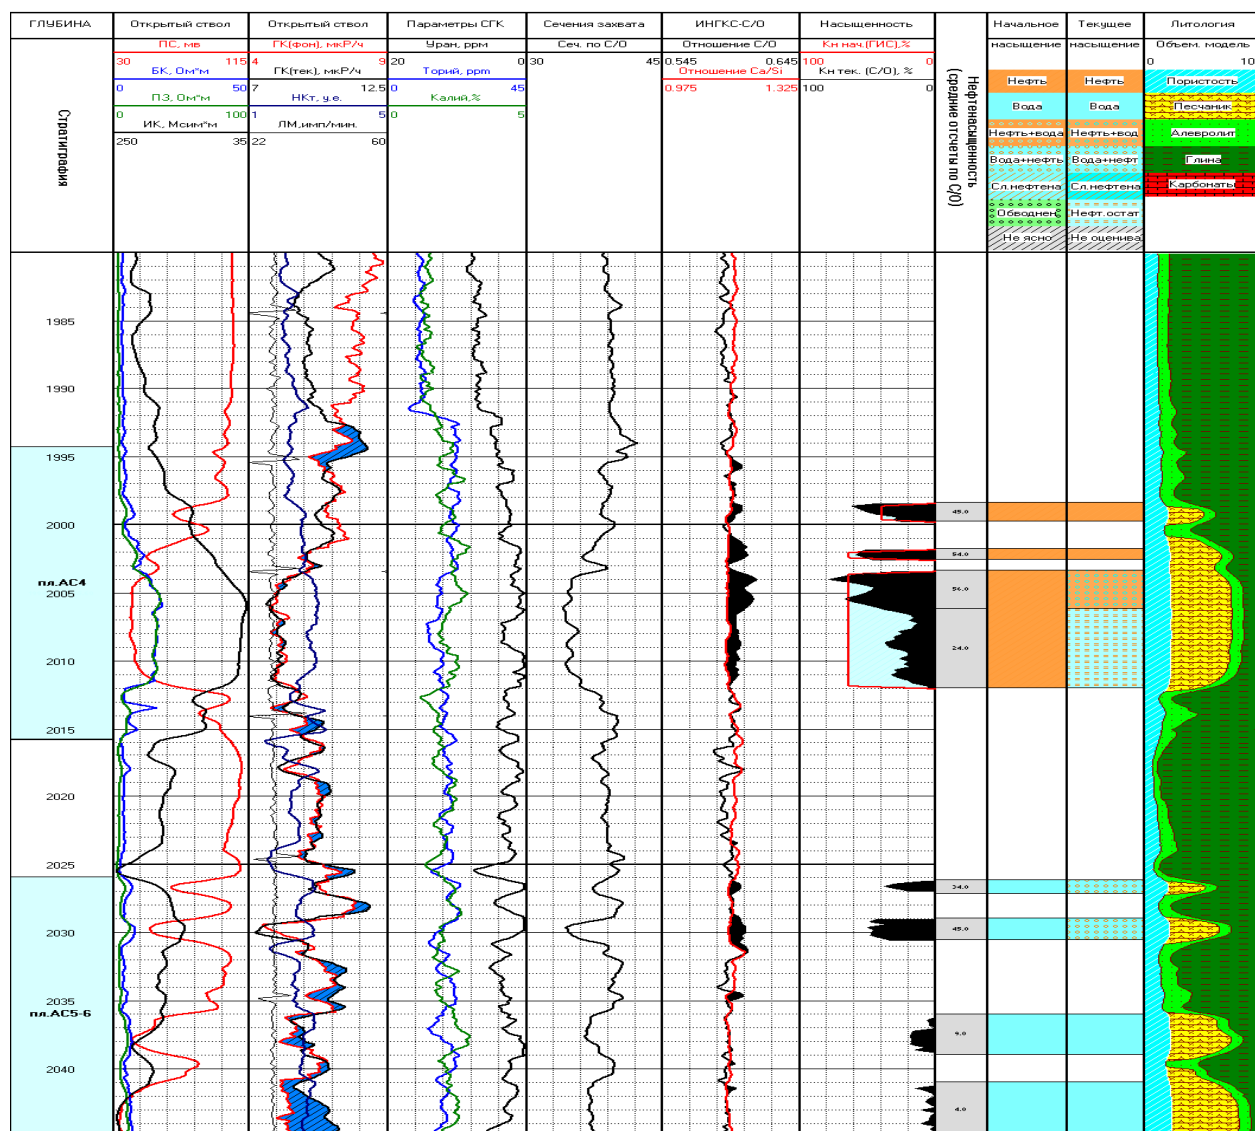 ГЛУБИНА
Стратиграфия
Открытый ствол
ПС, мв
30 115
БК, Ом*м
0 50
ПЗ, Ом*м
0 100
ИК, Мсим*м
250 35
Открытый ствол
ГК(фон), мкР/ч
4 9
ГК(тек), мкР/ч
7 12.5
НКт, у.е.
1 5
ЛМ,имп/мин.
22 60
Параметры СГК
Уран, ppm
20 0
Торий, ppm
0 45
Калий,%
0 5
Сечения захвата
Сеч. по С/О
30 45
ИНГКС-С/О
Отношение С/О
0.545 0.645
Отношение Ca/Si
0.975 1.325
Насыщенность
Кн нач.(ГИС),%
100 0
Кн тек. (С/О), %
100 0
Нефтенасыщенность
(средние отсчеты по С/О)
Начальное
насыщение
Нефть
Вода
Нефть+вода
Вода+нефть
Сл.нефтена
Обводнен
Не ясно
Текущее
насыщение
Нефть
Вода
Нефть+вод
Вода+нефт
Сл.нефтена
Нефт.остат
Не оценива
Литология
Объем. модель
0 10
Пористость
Песчаник
Алевролит
Глина
Карбонаты
1985
1990
1995
2000
пл.АС4
2005
2010
2015
2020
2025
2030
2035
пл.АС5-6
2040
49.0
54.0
56.0
24.0
34.0
45.0
9.0
4.0